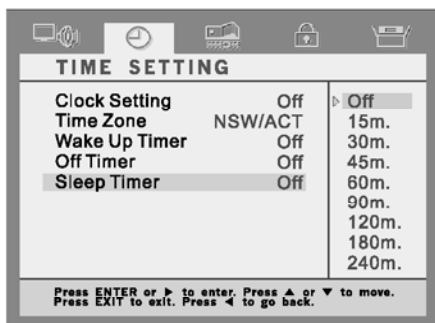 TIME SETTING
Clock Setting Off
Time Zone NSW/ACT
Wake Up Timer Off
Off Timer Off
Sleep Timer Off
▷ Off
15m.
30m.
45m.
60m.
90m.
120m.
180m.
240m.
Press ENTER or ▶ to enter. Press ▲ or ▼ to move.
Press EXIT to exit. Press ◀ to go back.